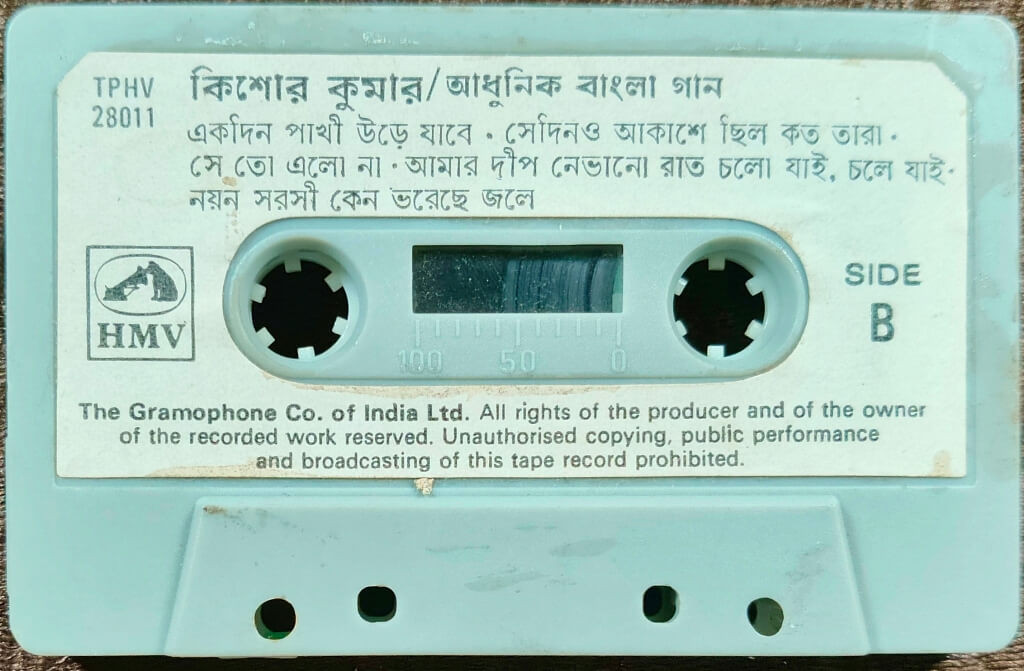 TPHV
28011
কিশোর কুমার/আধুনিক বাংলা গান
একদিন পাখী উড়ে যাবে · সেদিনও আকাশে ছিল কত তারা ·
সে তো এলো না · আমার দীপ নেভানো রাত চলো যাই, চলে যাই ·
নয়ন সরসী কেন ভরেছে জলে
HMV
SIDE
B
100 50 0
The Gramophone Co. of India Ltd. All rights of the producer and of the owner
of the recorded work reserved. Unauthorised copying, public performance
and broadcasting of this tape record prohibited.